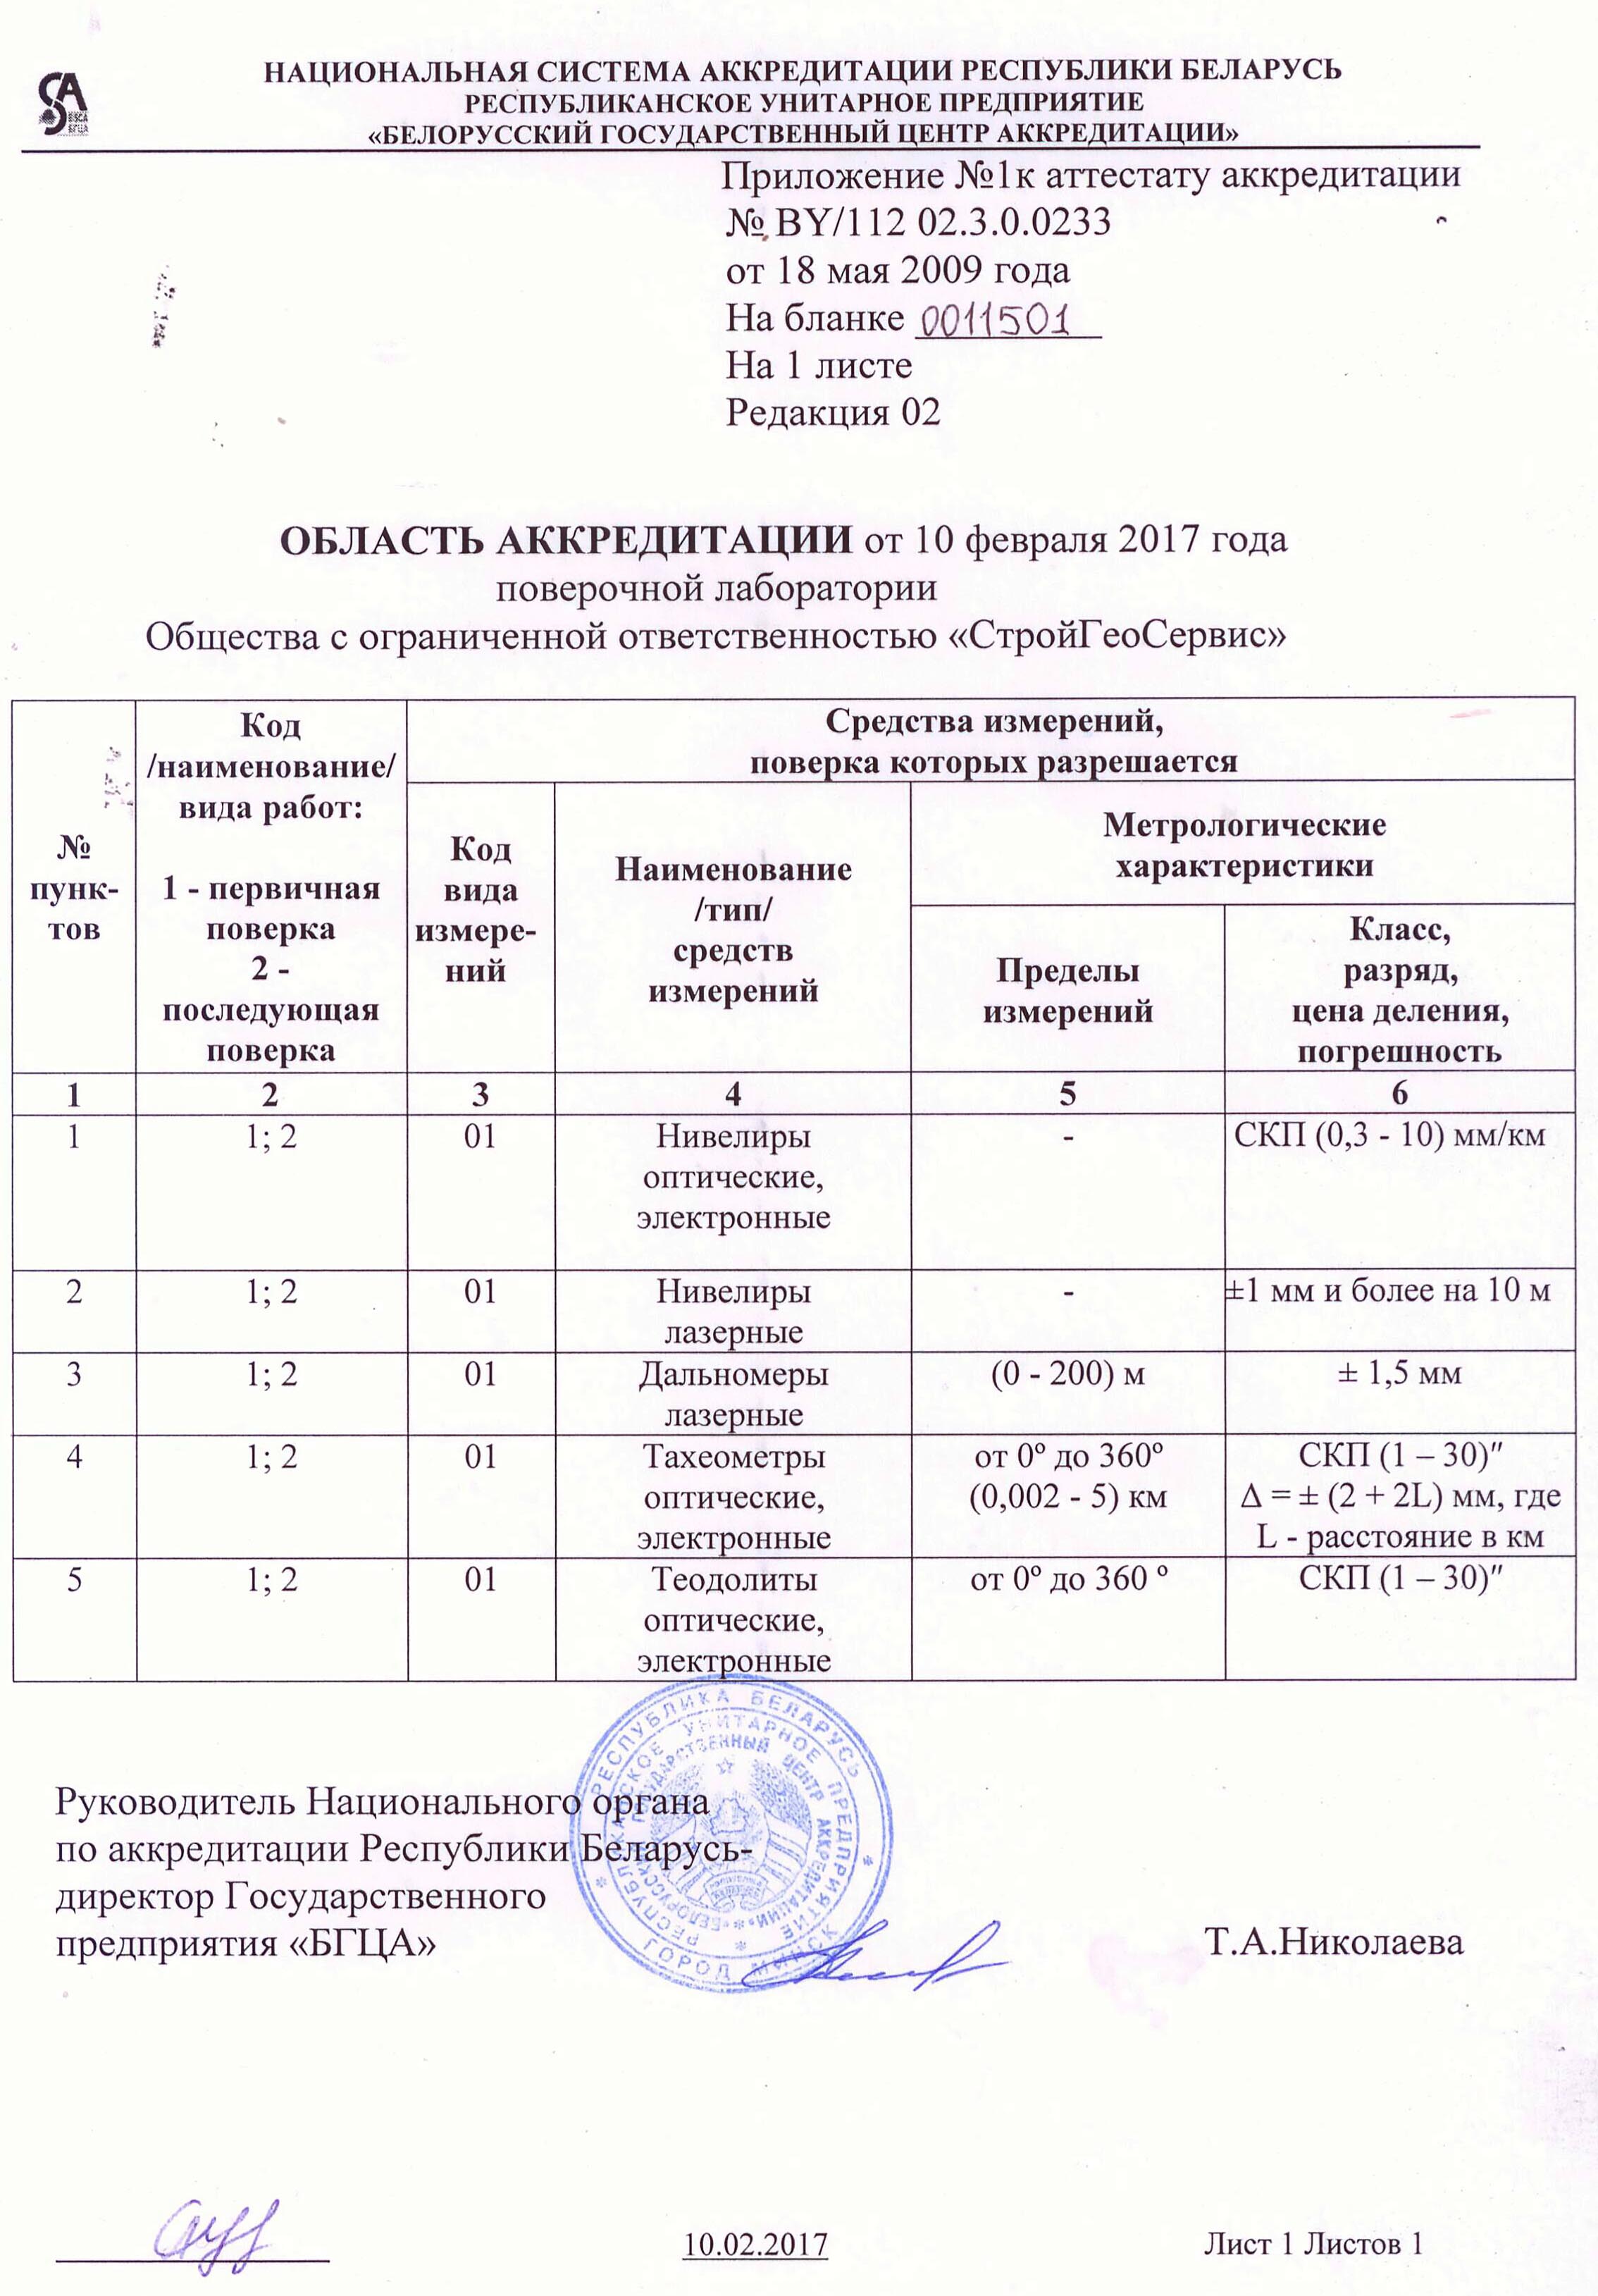 НАЦИОНАЛЬНАЯ СИСТЕМА АККРЕДИТАЦИИ РЕСПУБЛИКИ БЕЛАРУСЬ
РЕСПУБЛИКАНСКОЕ УНИТАРНОЕ ПРЕДПРИЯТИЕ
«БЕЛОРУССКИЙ ГОСУДАРСТВЕННЫЙ ЦЕНТР АККРЕДИТАЦИИ»
BSCA
БГЦА
Приложение №1к аттестату аккредитации
№ BY/112 02.3.0.0233
от 18 мая 2009 года
На бланке 0011501
На 1 листе
Редакция 02
ОБЛАСТЬ АККРЕДИТАЦИИ от 10 февраля 2017 года
поверочной лаборатории
Общества с ограниченной ответственностью «СтройГеоСервис»
№
пунк-
тов
Код
/наименование/
вида работ:
1 - первичная
поверка
2 -
последующая
поверка
Средства измерений,
поверка которых разрешается
Код
вида
измере-
ний
Наименование
/тип/
средств
измерений
Метрологические
характеристики
Пределы
измерений
Класс,
разряд,
цена деления,
погрешность
1 2 3 4 5 6
1 1; 2 01 Нивелиры - СКП (0,3 - 10) мм/км
оптические,
электронные
2 1; 2 01 Нивелиры - ±1 мм и более на 10 м
лазерные
3 1; 2 01 Дальномеры (0 - 200) м ± 1,5 мм
лазерные
4 1; 2 01 Тахеометры от 0º до 360º СКП (1 – 30)″
оптические, (0,002 - 5) км Δ = ± (2 + 2L) мм, где
электронные L - расстояние в км
5 1; 2 01 Теодолиты от 0º до 360 º СКП (1 – 30)″
оптические,
электронные
РЕСПУБЛИКА БЕЛАРУСЬ
ГОРОД МИНСК
РЕСПУБЛИКАНСКОЕ УНИТАРНОЕ ПРЕДПРИЯТИЕ
«БЕЛОРУССКИЙ ГОСУДАРСТВЕННЫЙ ЦЕНТР АККРЕДИТАЦИИ»
Руководитель Национального органа
по аккредитации Республики Беларусь-
директор Государственного
предприятия «БГЦА» Т.А.Николаева
10.02.2017 Лист 1 Листов 1